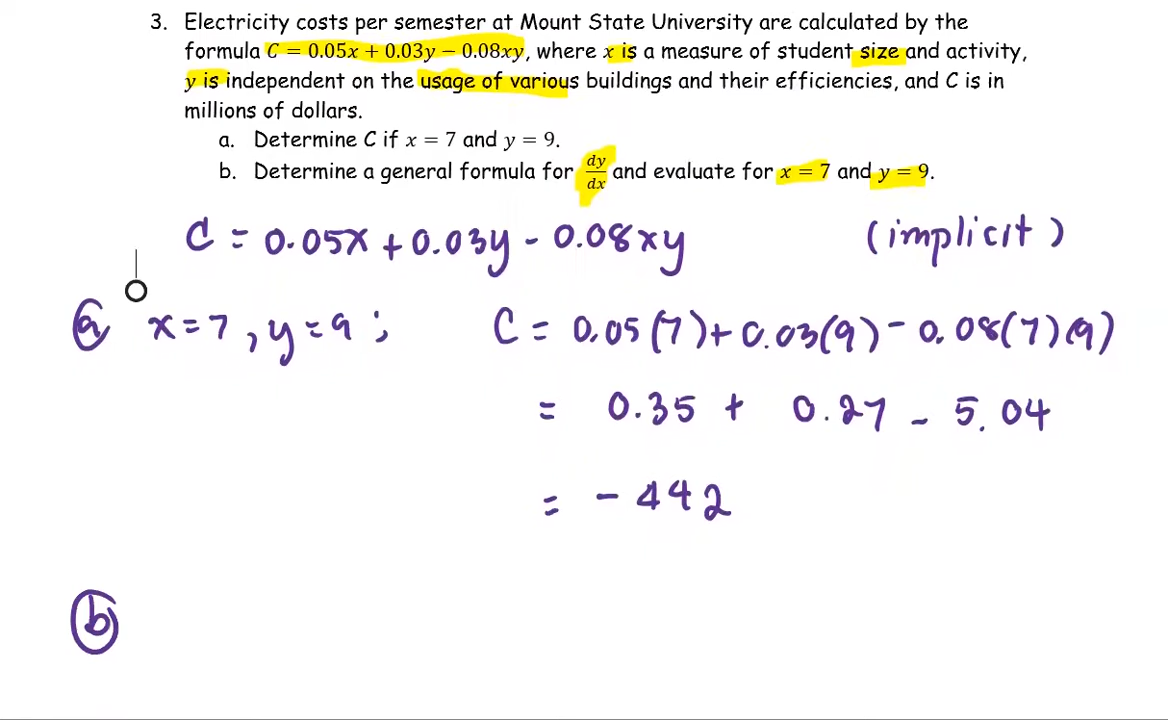 3. Electricity costs per semester at Mount State University are calculated by the
formula C = 0.05x + 0.03y − 0.08xy, where x is a measure of student size and activity,
y is independent on the usage of various buildings and their efficiencies, and C is in
millions of dollars.
a. Determine C if x = 7 and y = 9.
b. Determine a general formula for dy/dx and evaluate for x = 7 and y = 9.
C = 0.05x + 0.03y - 0.08xy (implicit)
a x = 7, y = 9 ; C = 0.05(7) + 0.03(9) - 0.08(7)(9)
= 0.35 + 0.27 - 5.04
= - 442
b